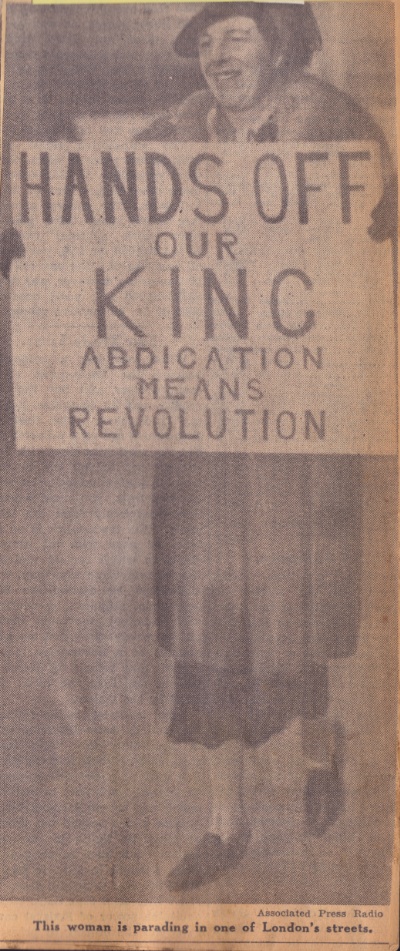 HANDS OFF
OUR
KING
ABDICATION
MEANS
REVOLUTION
Associated Press Radio
This woman is parading in one of London's streets.